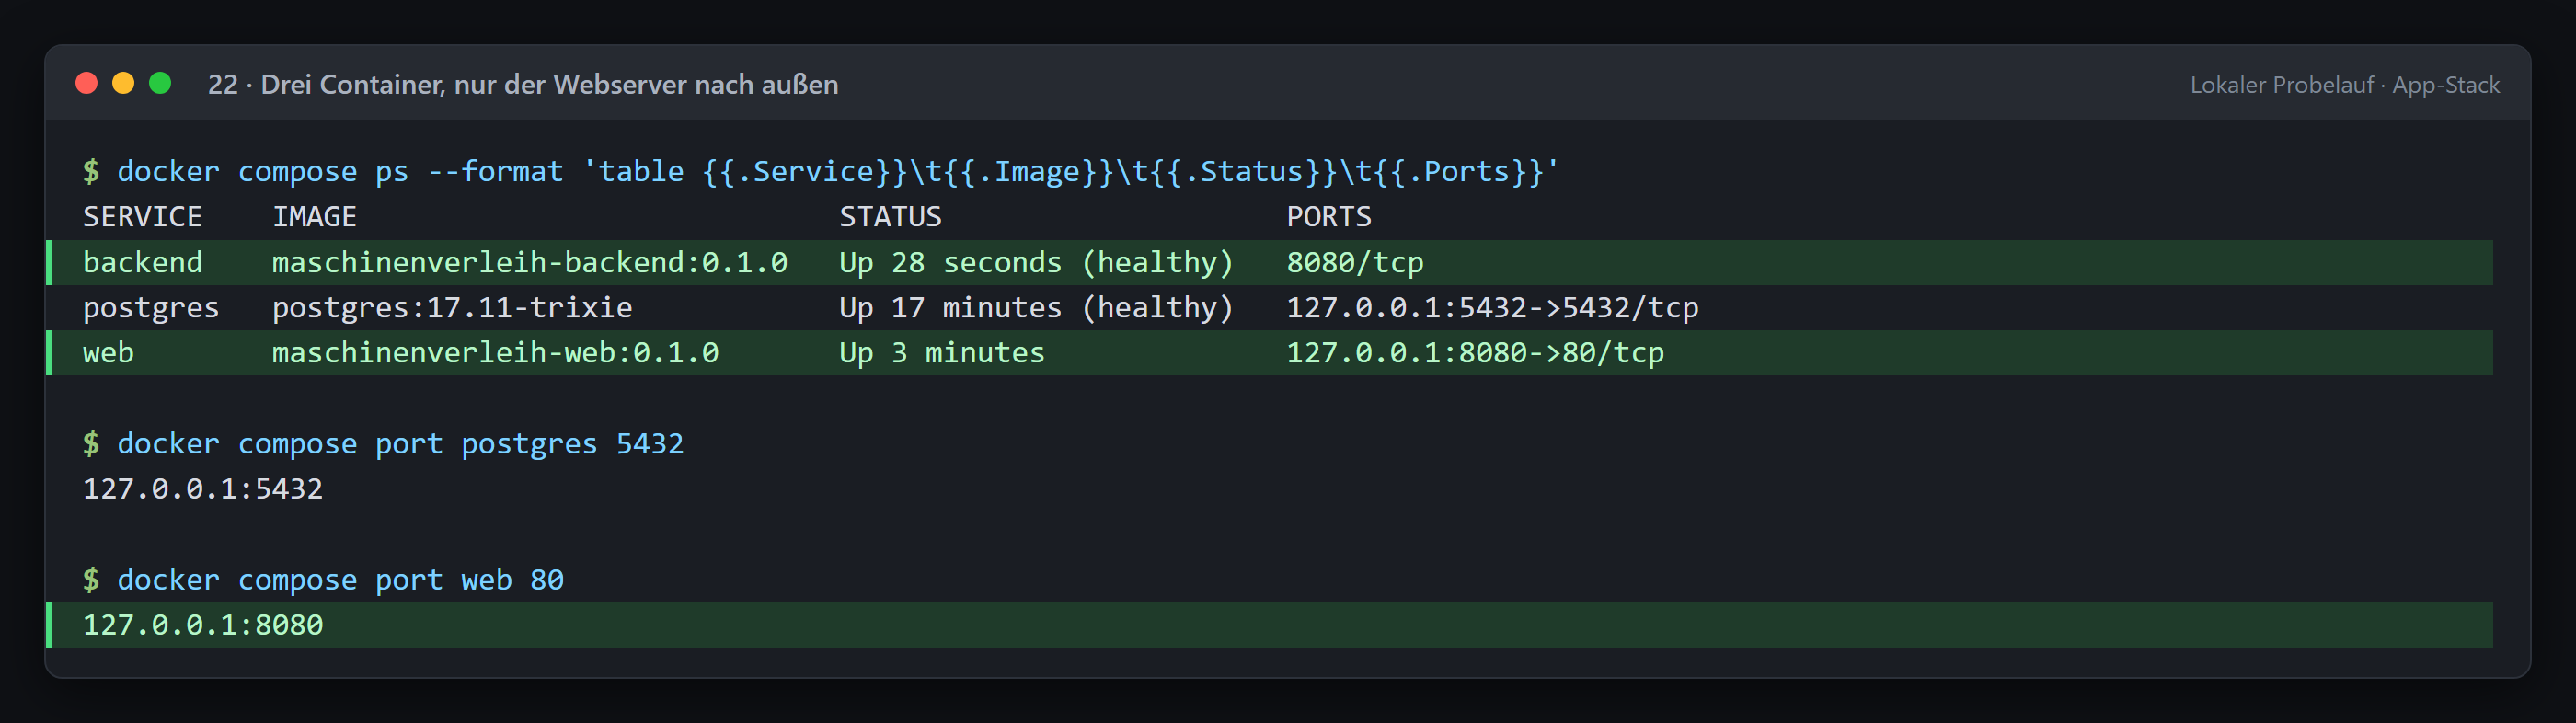 22 · Drei Container, nur der Webserver nach außen
Lokaler Probelauf · App-Stack
$ docker compose ps --format 'table {{.Service}}\t{{.Image}}\t{{.Status}}\t{{.Ports}}'
SERVICE IMAGE STATUS PORTS
backend maschinenverleih-backend:0.1.0 Up 28 seconds (healthy) 8080/tcp
postgres postgres:17.11-trixie Up 17 minutes (healthy) 127.0.0.1:5432->5432/tcp
web maschinenverleih-web:0.1.0 Up 3 minutes 127.0.0.1:8080->80/tcp
$ docker compose port postgres 5432
127.0.0.1:5432
$ docker compose port web 80
127.0.0.1:8080